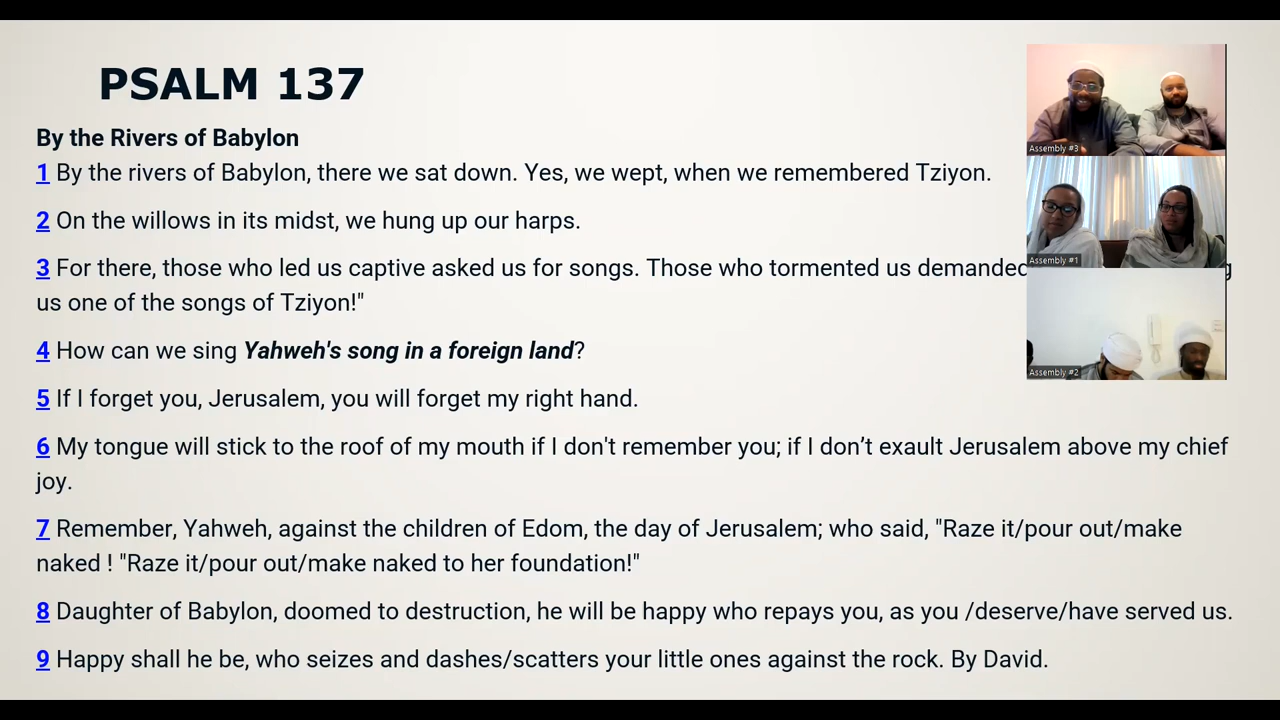 PSALM 137
By the Rivers of Babylon
1 By the rivers of Babylon, there we sat down. Yes, we wept, when we remembered Tziyon.
2 On the willows in its midst, we hung up our harps.
3 For there, those who led us captive asked us for songs. Those who tormented us demanded
us one of the songs of Tziyon!"
4 How can we sing Yahweh's song in a foreign land?
5 If I forget you, Jerusalem, you will forget my right hand.
6 My tongue will stick to the roof of my mouth if I don't remember you; if I don’t exault Jerusalem above my chief
joy.
7 Remember, Yahweh, against the children of Edom, the day of Jerusalem; who said, "Raze it/pour out/make
naked ! "Raze it/pour out/make naked to her foundation!"
8 Daughter of Babylon, doomed to destruction, he will be happy who repays you, as you /deserve/have served us.
9 Happy shall he be, who seizes and dashes/scatters your little ones against the rock. By David.
Assembly #3
Assembly #1
Assembly #2